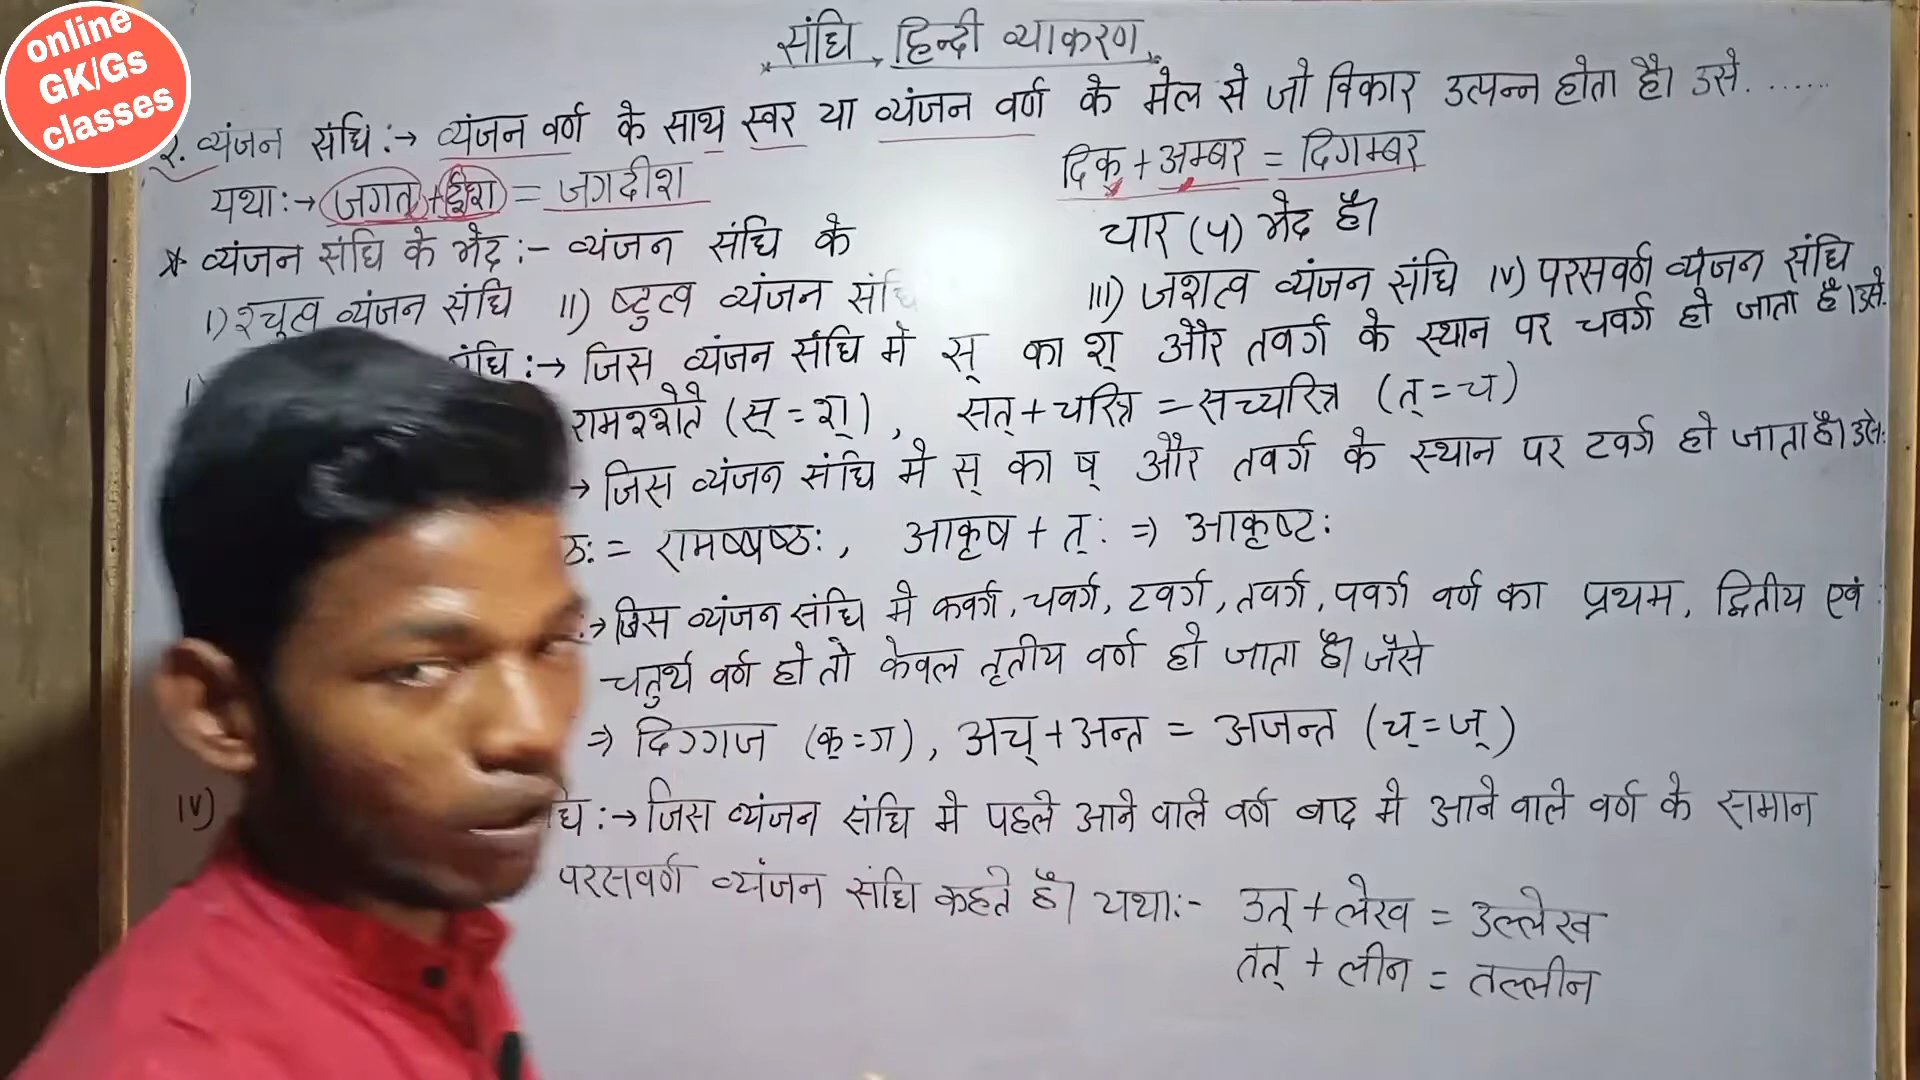 online
GK/Gs
classes
संधि, हिन्दी व्याकरण
२. व्यंजन संधि :→ व्यंजन वर्ण के साथ स्वर या व्यंजन वर्ण के मेल से जो विकार उत्पन्न होता है। उसे.......
यथा:→ जगत् + ईश = जगदीश दिक् + अम्बर = दिगम्बर
* व्यंजन संधि के भेद :- व्यंजन संधि के चार (५) भेद है।
I) श्चुत्व व्यंजन संधि II) ष्टुत्व व्यंजन संधि III) जशत्व व्यंजन संधि IV) परसवर्ण व्यंजन संधि
संधि :→ जिस व्यंजन संधि में स् का श् और तवर्ग के स्थान पर चवर्ग हो जाता है। उसे.
रामश्शेते (स् = श्), सत् + चरित्र = सच्चरित्र (त् = च)
→ जिस व्यंजन संधि मे स् का ष् और तवर्ग के स्थान पर टवर्ग हो जाता है। उसे.
ठ: = रामष्षष्ठ: , आकृष + त्: ⇒ आकृष्ट:
:→ जिस व्यंजन संधि मे कवर्ग, चवर्ग, टवर्ग, तवर्ग, पवर्ग वर्ण का प्रथम, द्वितीय एवं
चतुर्थ वर्ण हो तो केवल तृतीय वर्ण हो जाता है। जैसे
⇒ दिग्गज (क् = ग), अच् + अन्त = अजन्त (च् = ज्)
IV) धि :→ जिस व्यंजन संधि मे पहले आने वाले वर्ण बाद मे आने वाले वर्ण के सामान
परसवर्ण व्यंजन संधि कहते है। यथा:- उत् + लेख = उल्लेख
तत् + लीन = तल्लीन